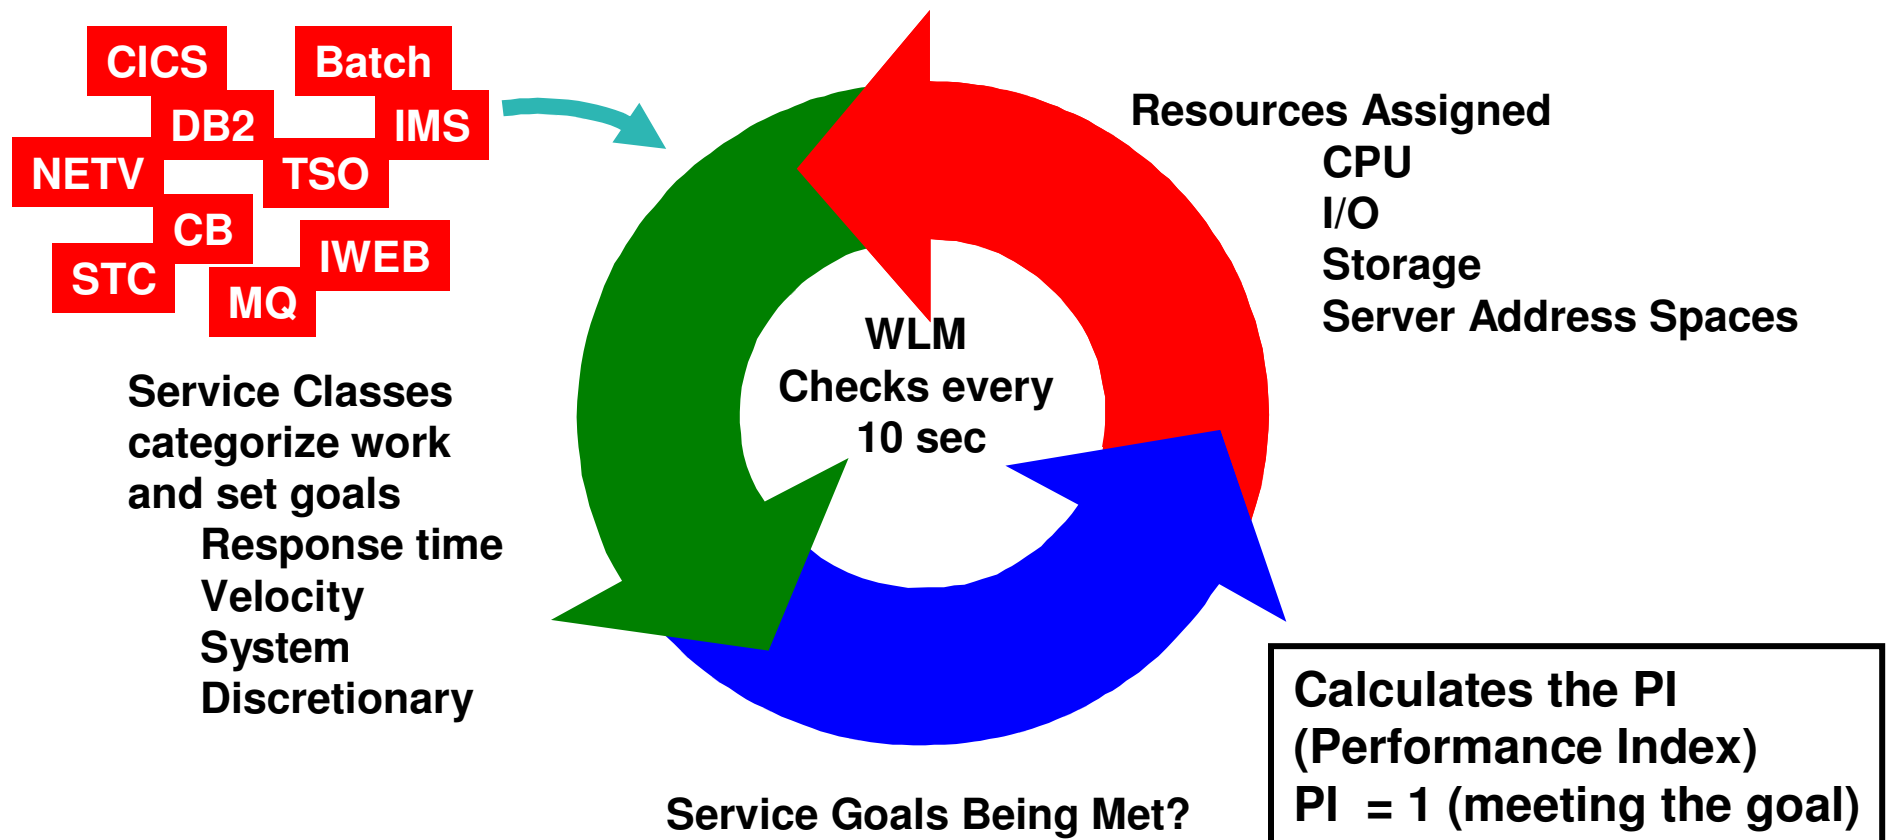 CICS
Batch
DB2
IMS
NETV
TSO
CB
IWEB
STC
MQ
Service Classes
categorize work
and set goals
Response time
Velocity
System
Discretionary
WLM
Checks every
10 sec
Resources Assigned
CPU
I/O
Storage
Server Address Spaces
Service Goals Being Met?
Calculates the PI
(Performance Index)
PI = 1 (meeting the goal)